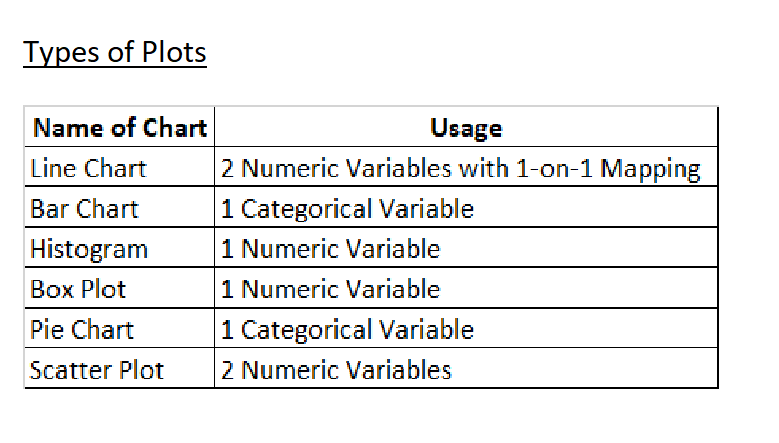 Types of Plots
Name of Chart Usage
Line Chart 2 Numeric Variables with 1-on-1 Mapping
Bar Chart 1 Categorical Variable
Histogram 1 Numeric Variable
Box Plot 1 Numeric Variable
Pie Chart 1 Categorical Variable
Scatter Plot 2 Numeric Variables